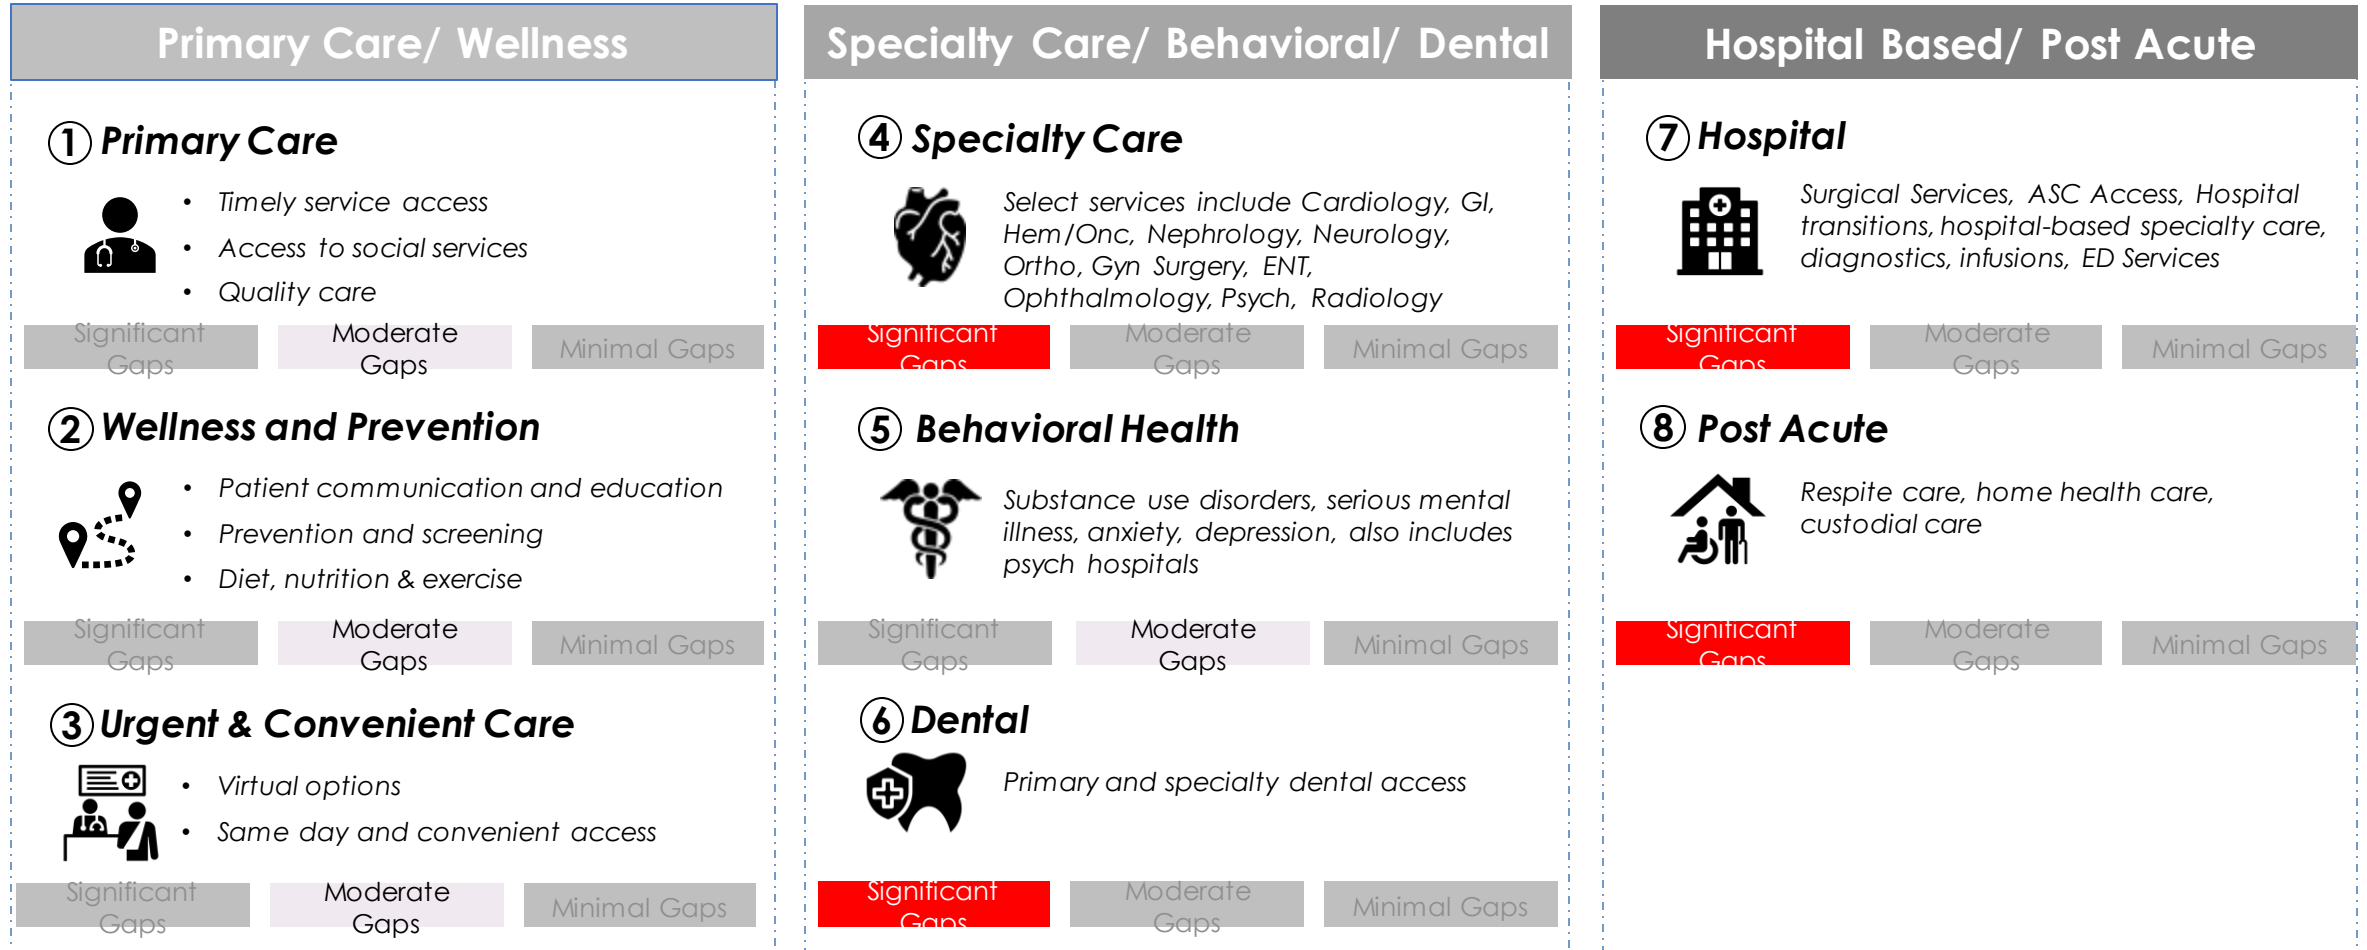 Primary Care/ Wellness
1 Primary Care
• Timely service access
• Access to social services
• Quality care
Significant
Gaps
Moderate
Gaps
Minimal Gaps
2 Wellness and Prevention
• Patient communication and education
• Prevention and screening
• Diet, nutrition & exercise
Significant
Gaps
Moderate
Gaps
Minimal Gaps
3 Urgent & Convenient Care
• Virtual options
• Same day and convenient access
Significant
Gaps
Moderate
Gaps
Minimal Gaps
Specialty Care/ Behavioral/ Dental
4 Specialty Care
Select services include Cardiology, GI,
Hem/Onc, Nephrology, Neurology,
Ortho, Gyn Surgery, ENT,
Ophthalmology, Psych, Radiology
Significant
Gaps
Moderate
Gaps
Minimal Gaps
5 Behavioral Health
Substance use disorders, serious mental
illness, anxiety, depression, also includes
psych hospitals
Significant
Gaps
Moderate
Gaps
Minimal Gaps
6 Dental
Primary and specialty dental access
Significant
Gaps
Moderate
Gaps
Minimal Gaps
Hospital Based/ Post Acute
7 Hospital
Surgical Services, ASC Access, Hospital
transitions, hospital-based specialty care,
diagnostics, infusions, ED Services
Significant
Gaps
Moderate
Gaps
Minimal Gaps
8 Post Acute
Respite care, home health care,
custodial care
Significant
Gaps
Moderate
Gaps
Minimal Gaps